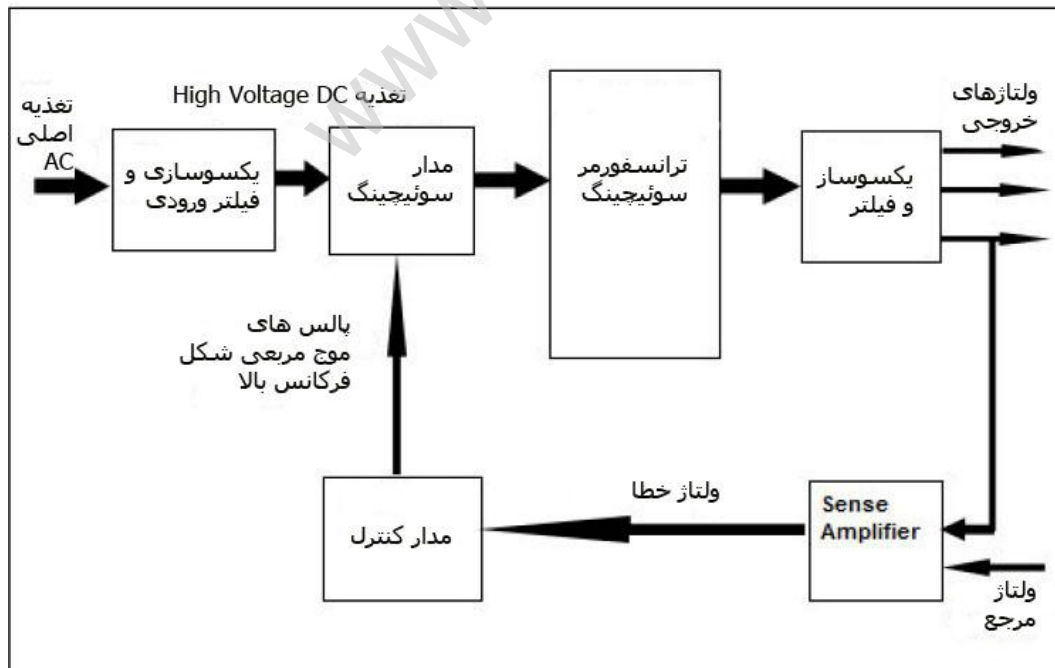 تغذیه High Voltage DC
تغذیه
اصلی
AC
یکسوسازی و
فیلتر ورودی
مدار
سوئیچینگ
ترانسفورمر
سوئیچینگ
یکسوساز
و فیلتر
ولتاژهای
خروجی
پالس های
موج مربعی شکل
فرکانس بالا
مدار کنترل
ولتاژ خطا
Sense
Amplifier
ولتاژ
مرجع
www.